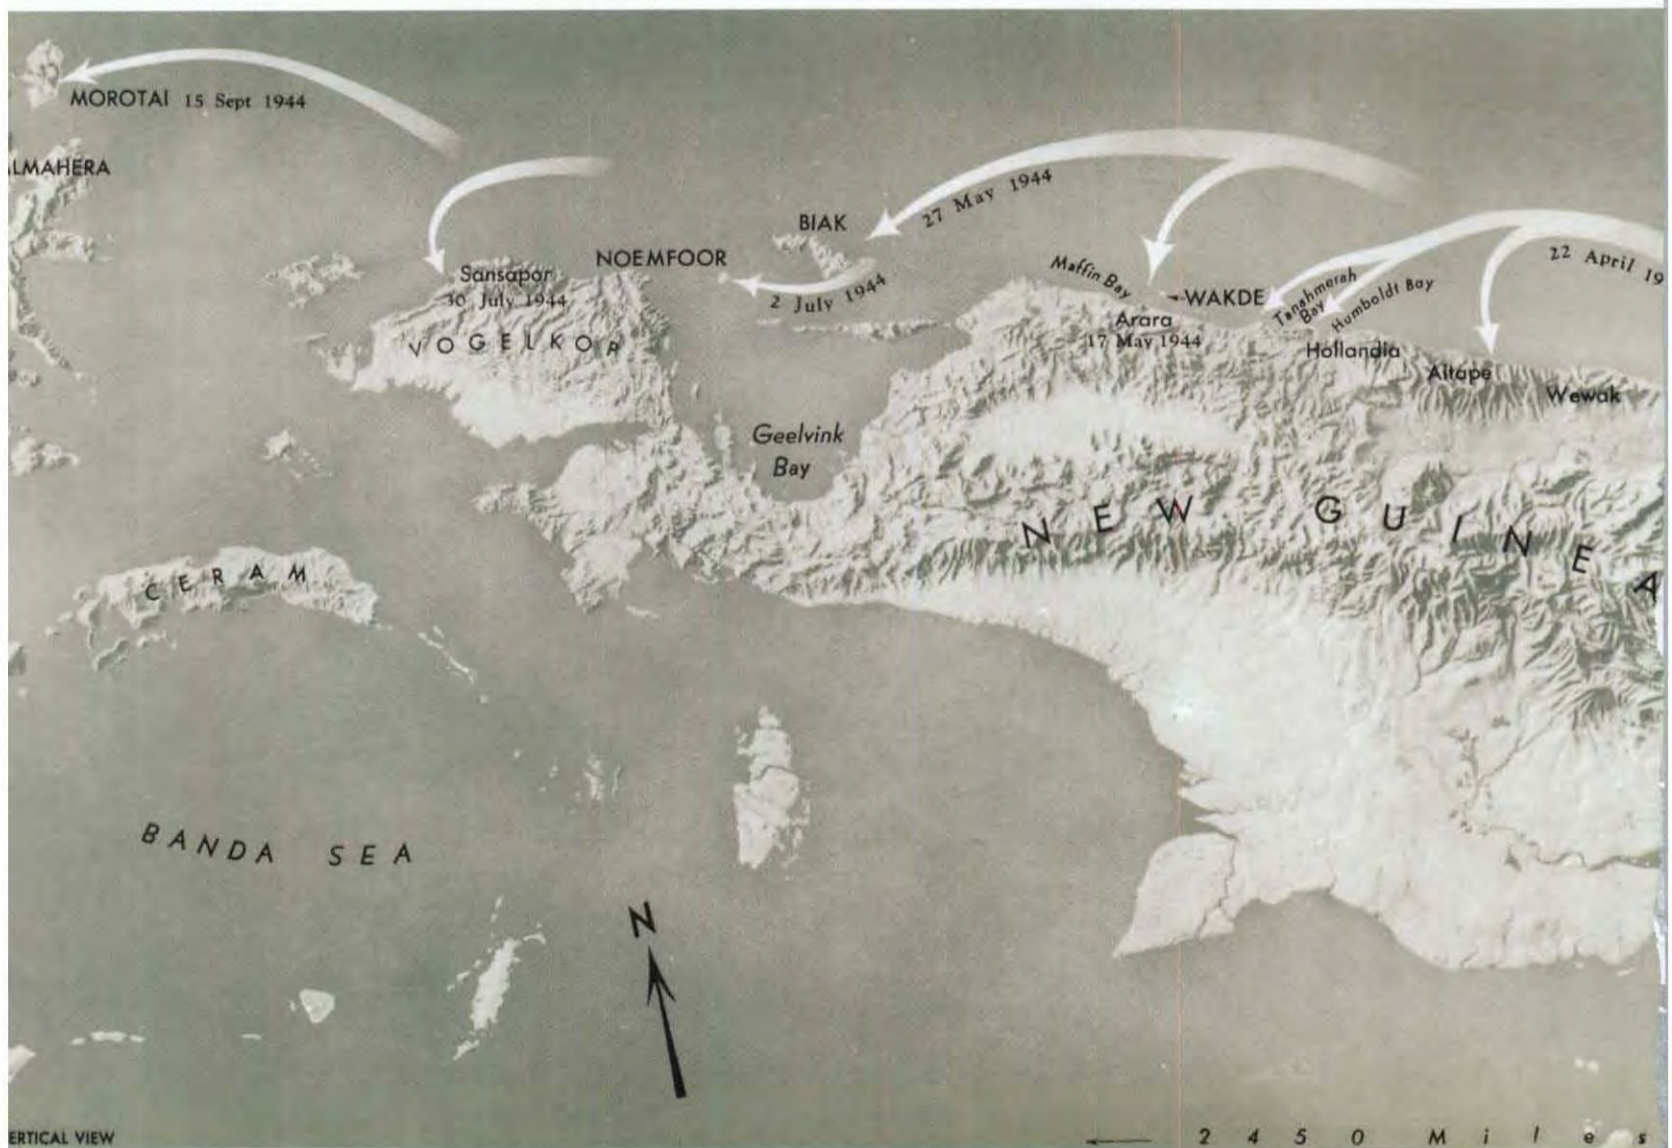 MOROTAI 15 Sept 1944
LMAHERA
27 May 1944
BIAK
NOEMFOOR
2 July 1944
Sansapor
30 July 1944
VOGELKOP
Maffin Bay
WAKDE
Arara
17 May 1944
Tanahmerah
Bay
Humboldt Bay
22 April 19
Hollandia
Aitape
Wewak
Geelvink
Bay
NEW GUINEA
CERAM
BANDA SEA
N
ERTICAL VIEW
2450 Miles